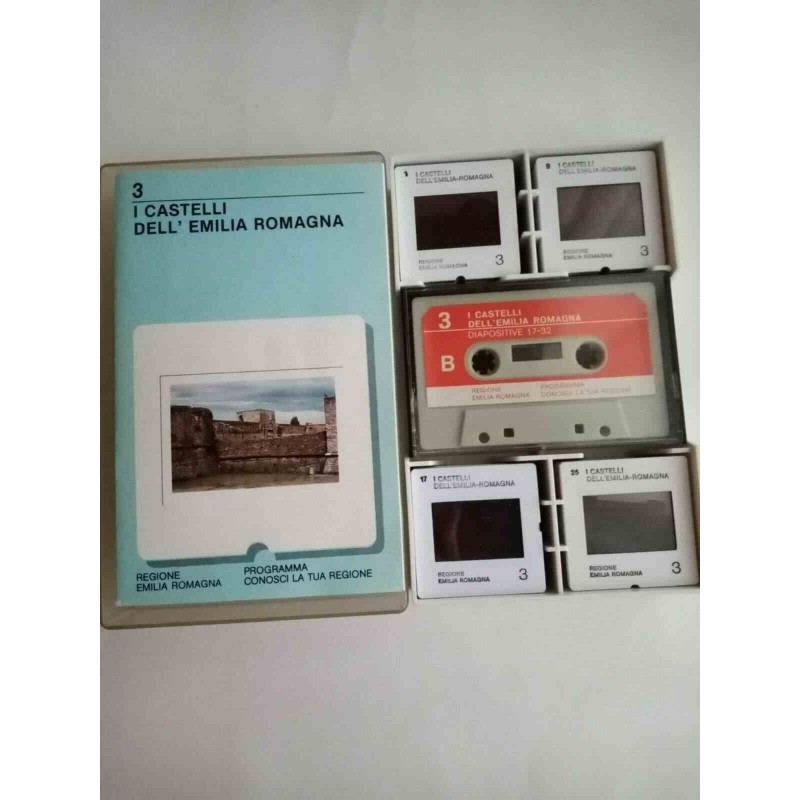 3
I CASTELLI
DELL' EMILIA ROMAGNA
REGIONE
EMILIA ROMAGNA
PROGRAMMA
CONOSCI LA TUA REGIONE
1
I CASTELLI
DELL'EMILIA-ROMAGNA
REGIONE
EMILIA ROMAGNA
3
9
I CASTELLI
DELL'EMILIA-ROMAGNA
REGIONE
EMILIA ROMAGNA
3
3
I CASTELLI
DELL'EMILIA ROMAGNA
DIAPOSITIVE 17-32
B
REGIONE
EMILIA ROMAGNA
PROGRAMMA
CONOSCI LA TUA REGIONE
17
I CASTELLI
DELL'EMILIA-ROMAGNA
REGIONE
EMILIA ROMAGNA
3
25
I CASTELLI
DELL'EMILIA-ROMAGNA
REGIONE
EMILIA ROMAGNA
3